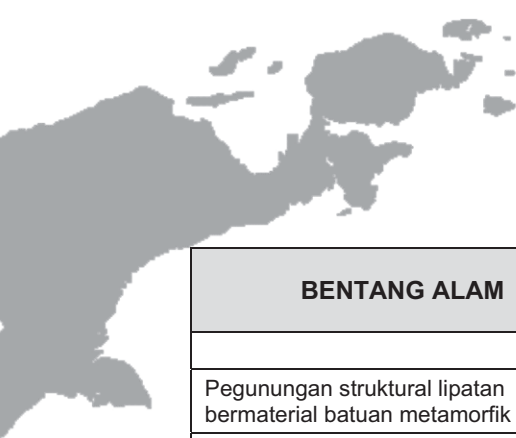 BENTANG ALAM
Pegunungan struktural lipatan
bermaterial batuan metamorfik